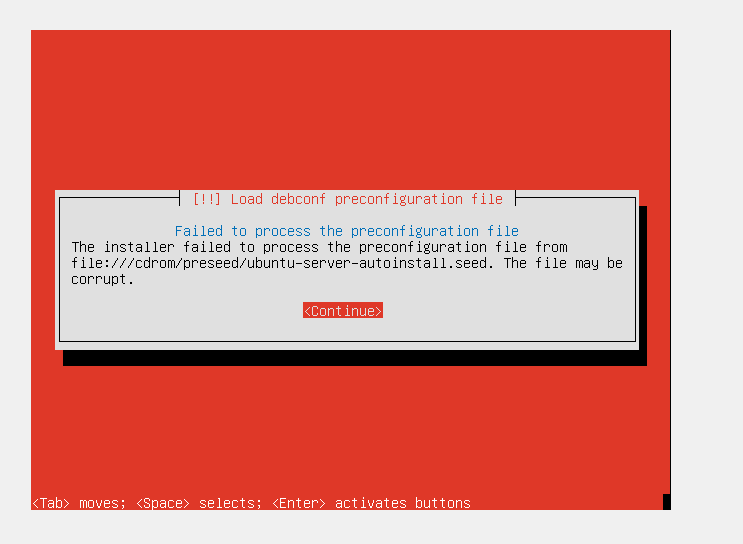 [!!] Load debconf preconfiguration file
Failed to process the preconfiguration file
The installer failed to process the preconfiguration file from
file:///cdrom/preseed/ubuntu-server-autoinstall.seed. The file may be
corrupt.
<Continue>
<Tab> moves; <Space> selects; <Enter> activates buttons